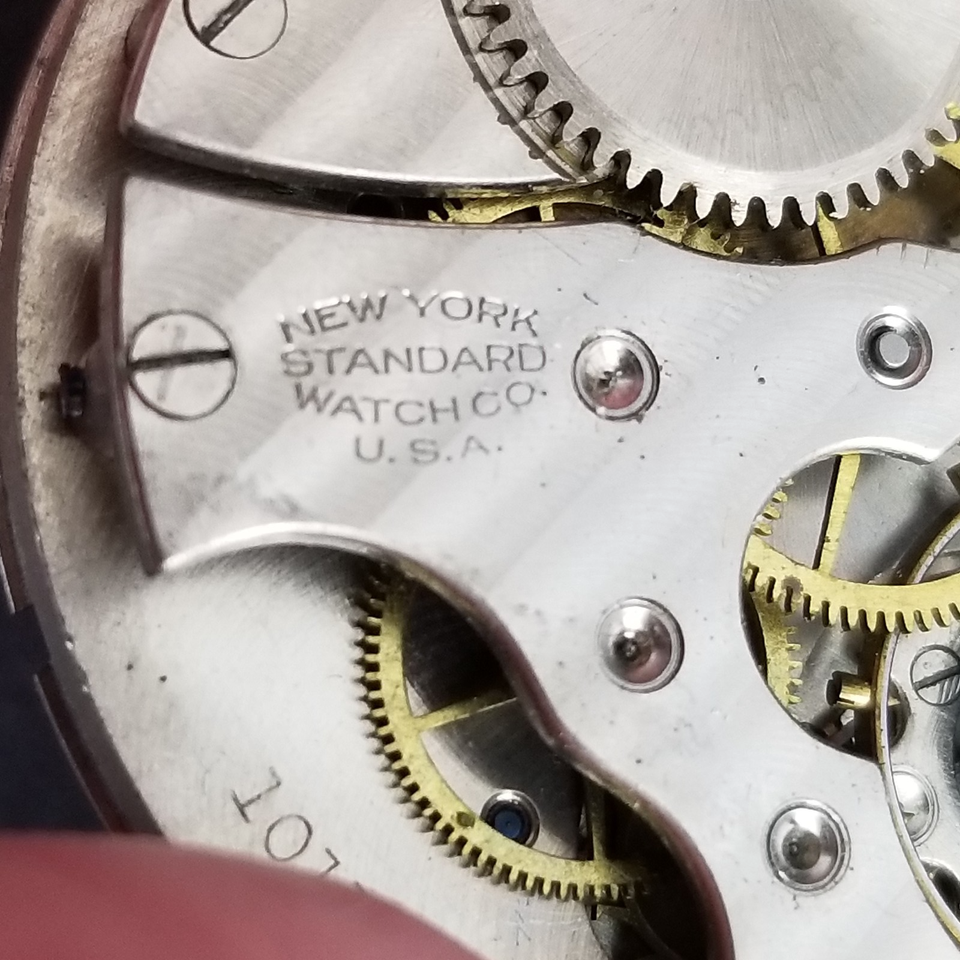 NEW YORK
STANDARD
WATCH CO.
U.S.A.